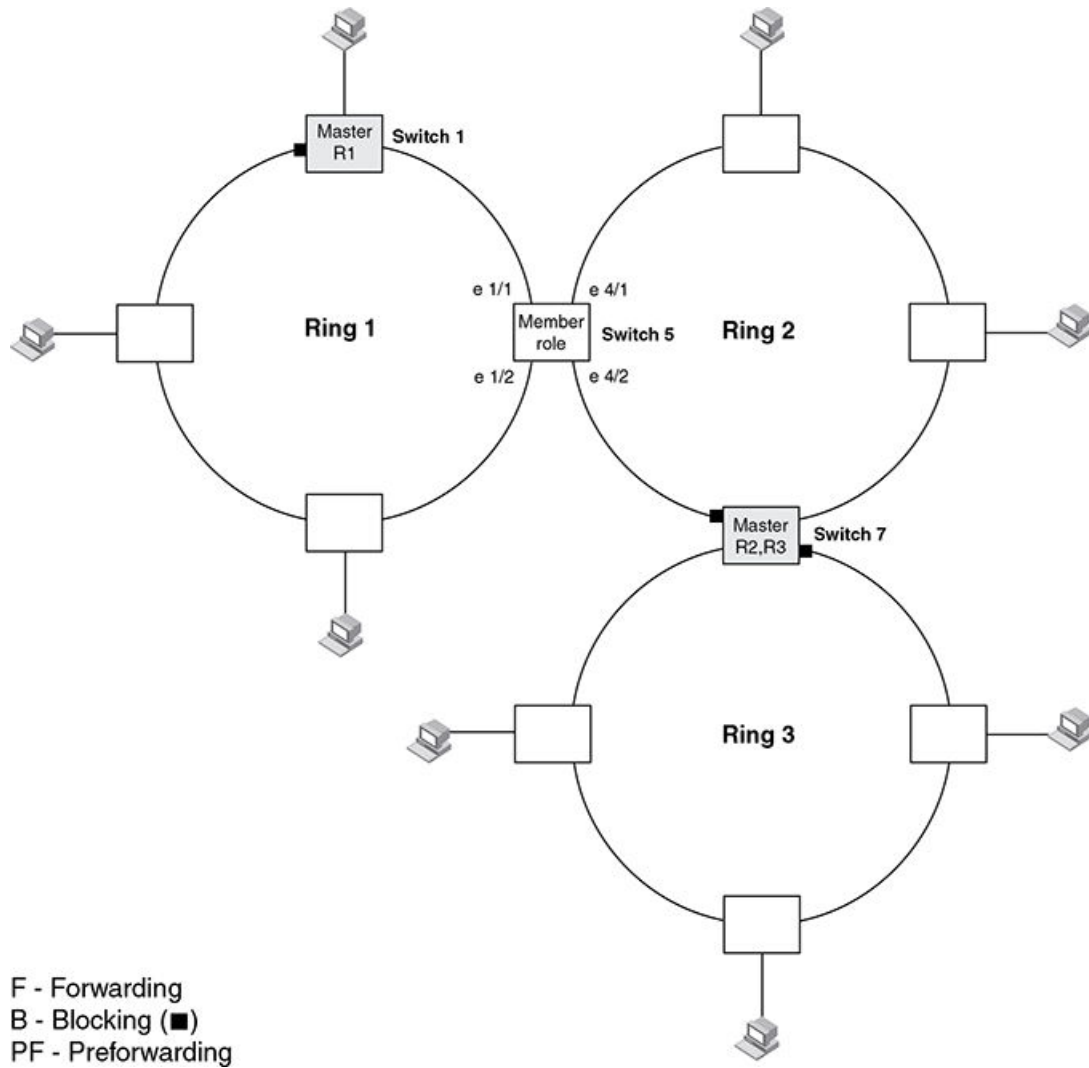 Master
R1
Switch 1
Ring 1
e 1/1
e 1/2
Member
role
e 4/1
e 4/2
Switch 5
Ring 2
Master
R2,R3
Switch 7
Ring 3
F - Forwarding
B - Blocking (■)
PF - Preforwarding